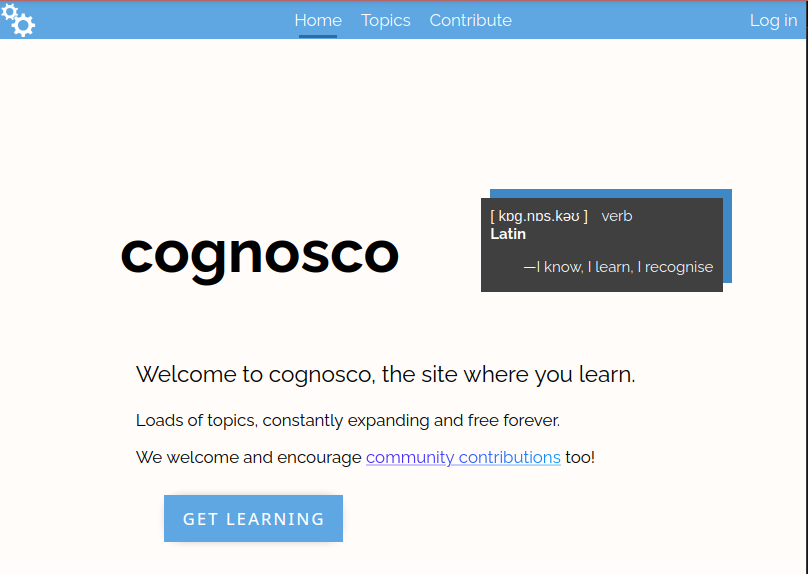 Home Topics Contribute Log in
[ kɒg.nɒs.kəʊ ] verb
Latin
—I know, I learn, I recognise
cognosco
Welcome to cognosco, the site where you learn.
Loads of topics, constantly expanding and free forever.
We welcome and encourage community contributions too!
GET LEARNING